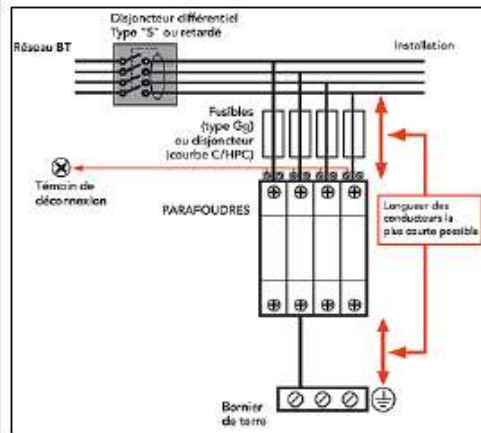 Disjoncteur différentiel
Type "S" ou retardé
Réseau BT
Installation
Fusibles
(type Gg)
ou disjoncteur
(courbe C/HPC)
Témoin de
déconnexion
PARAFOUDRES
Longueur des
conducteurs la
plus courte possible
Bornier
de terre